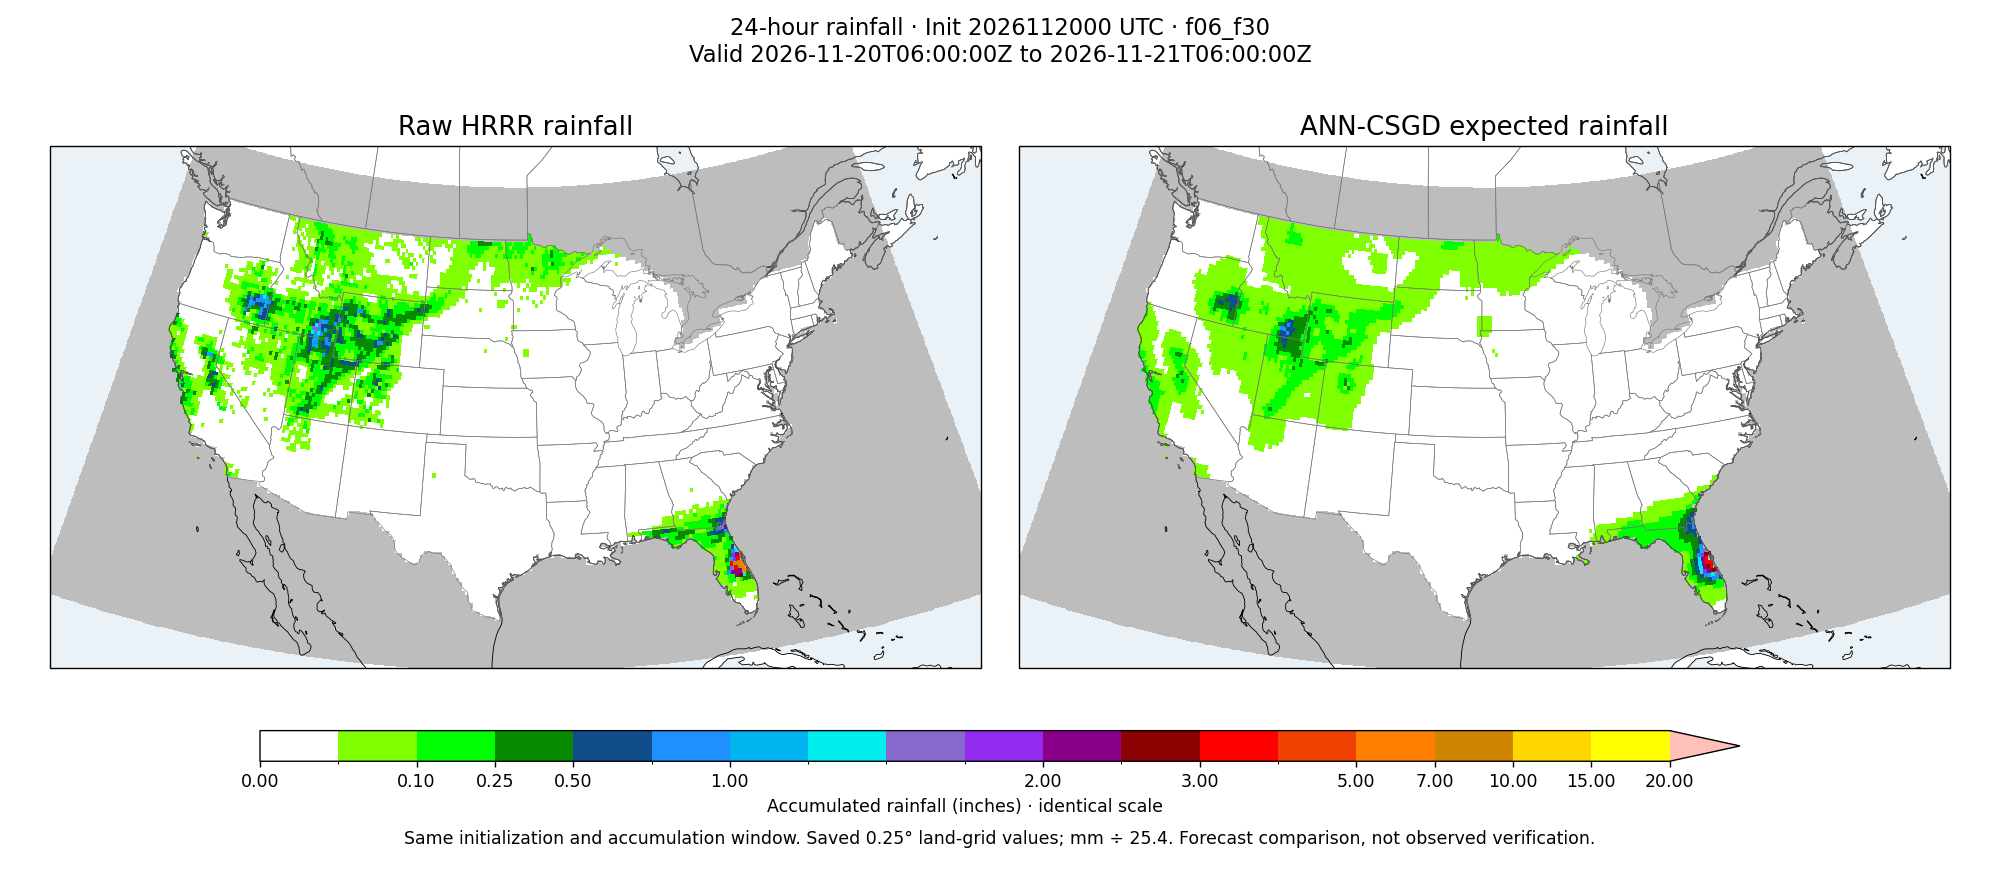 24-hour rainfall · Init 2026112000 UTC · f06_f30
Valid 2026-11-20T06:00:00Z to 2026-11-21T06:00:00Z
Raw HRRR rainfall
ANN-CSGD expected rainfall
0.00 0.10 0.25 0.50 1.00 2.00 3.00 5.00 7.00 10.00 15.00 20.00
Accumulated rainfall (inches) · identical scale
Same initialization and accumulation window. Saved 0.25° land-grid values; mm ÷ 25.4. Forecast comparison, not observed verification.